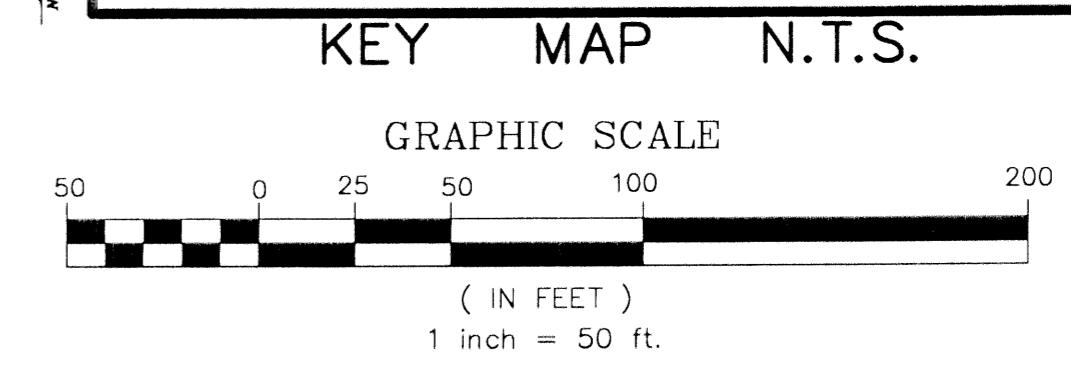 KEY MAP N.T.S.
GRAPHIC SCALE
50 0 25 50 100 200
( IN FEET )
1 inch = 50 ft.